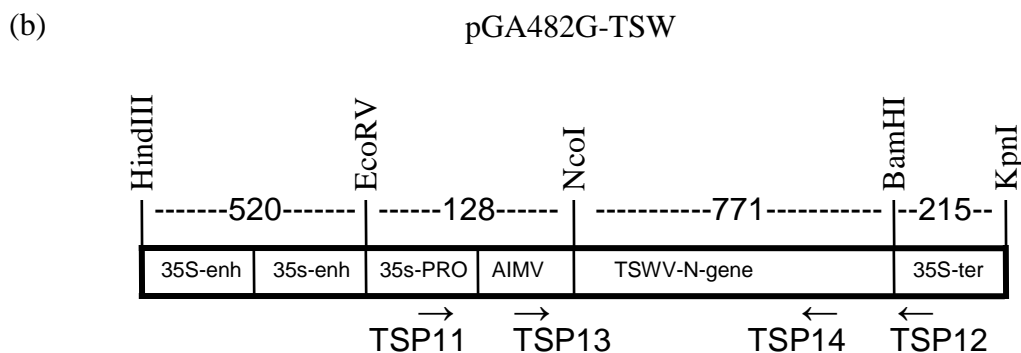 (b)
pGA482G-TSW
HindIII
EcoRV
NcoI
BamHI
KpnI
-------520------ -------128------ ----------771---------- --215---
35S-enh 35s-enh 35s-PRO AIMV TSWV-N-gene 35S-ter
→ → ← ←
TSP11 TSP13 TSP14 TSP12